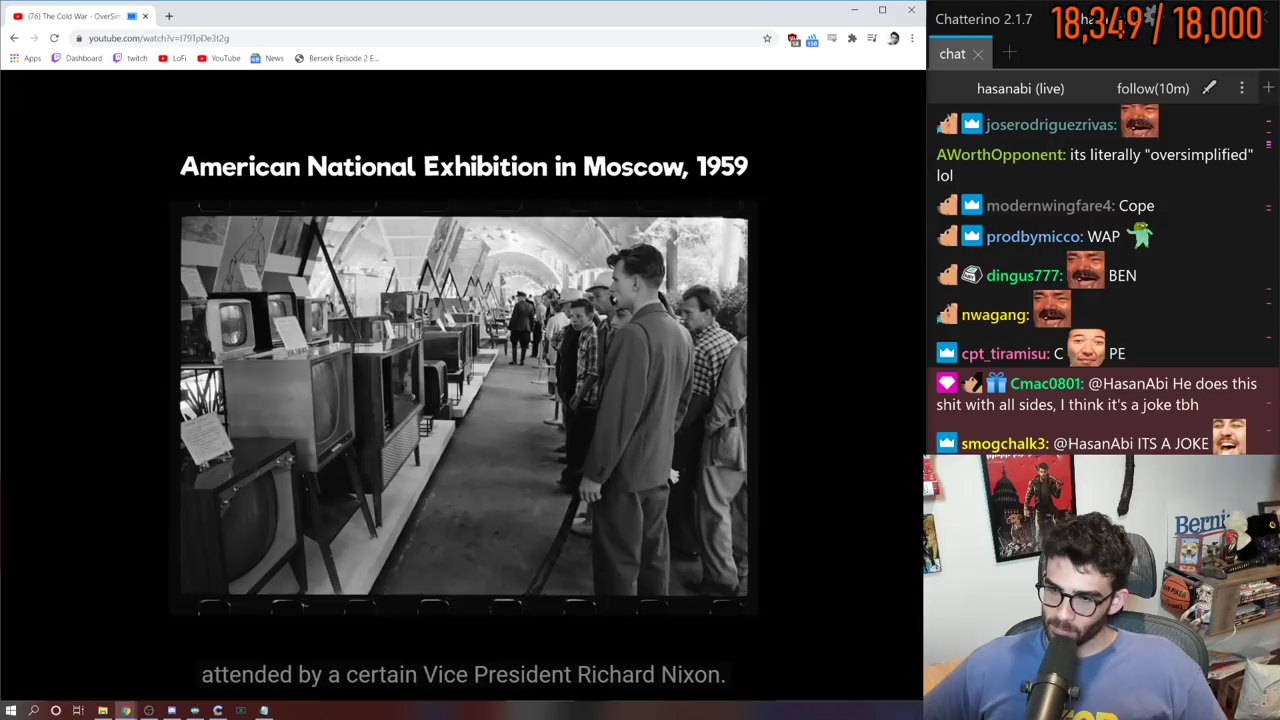 (76) The Cold War - OverSim
youtube.com/watch?v=I79TpDe3t2g
Apps
Dashboard
twitch
LoFi
YouTube
News
Berserk Episode 2 E...
American National Exhibition in Moscow, 1959
attended by a certain Vice President Richard Nixon.
Chatterino 2.1.7
18,349 / 18,000
chat
hasanabi (live)
follow(10m)
joserodriguezrivas:
AWorthOpponent: its literally "oversimplified"
lol
modernwingfare4: Cope
prodbymicco: WAP
dingus777: BEN
nwagang:
cpt_tiramisu: C PE
Cmac0801: @HasanAbi He does this
shit with all sides, I think it's a joke tbh
smogchalk3: @HasanAbi ITS A JOKE
Bernie